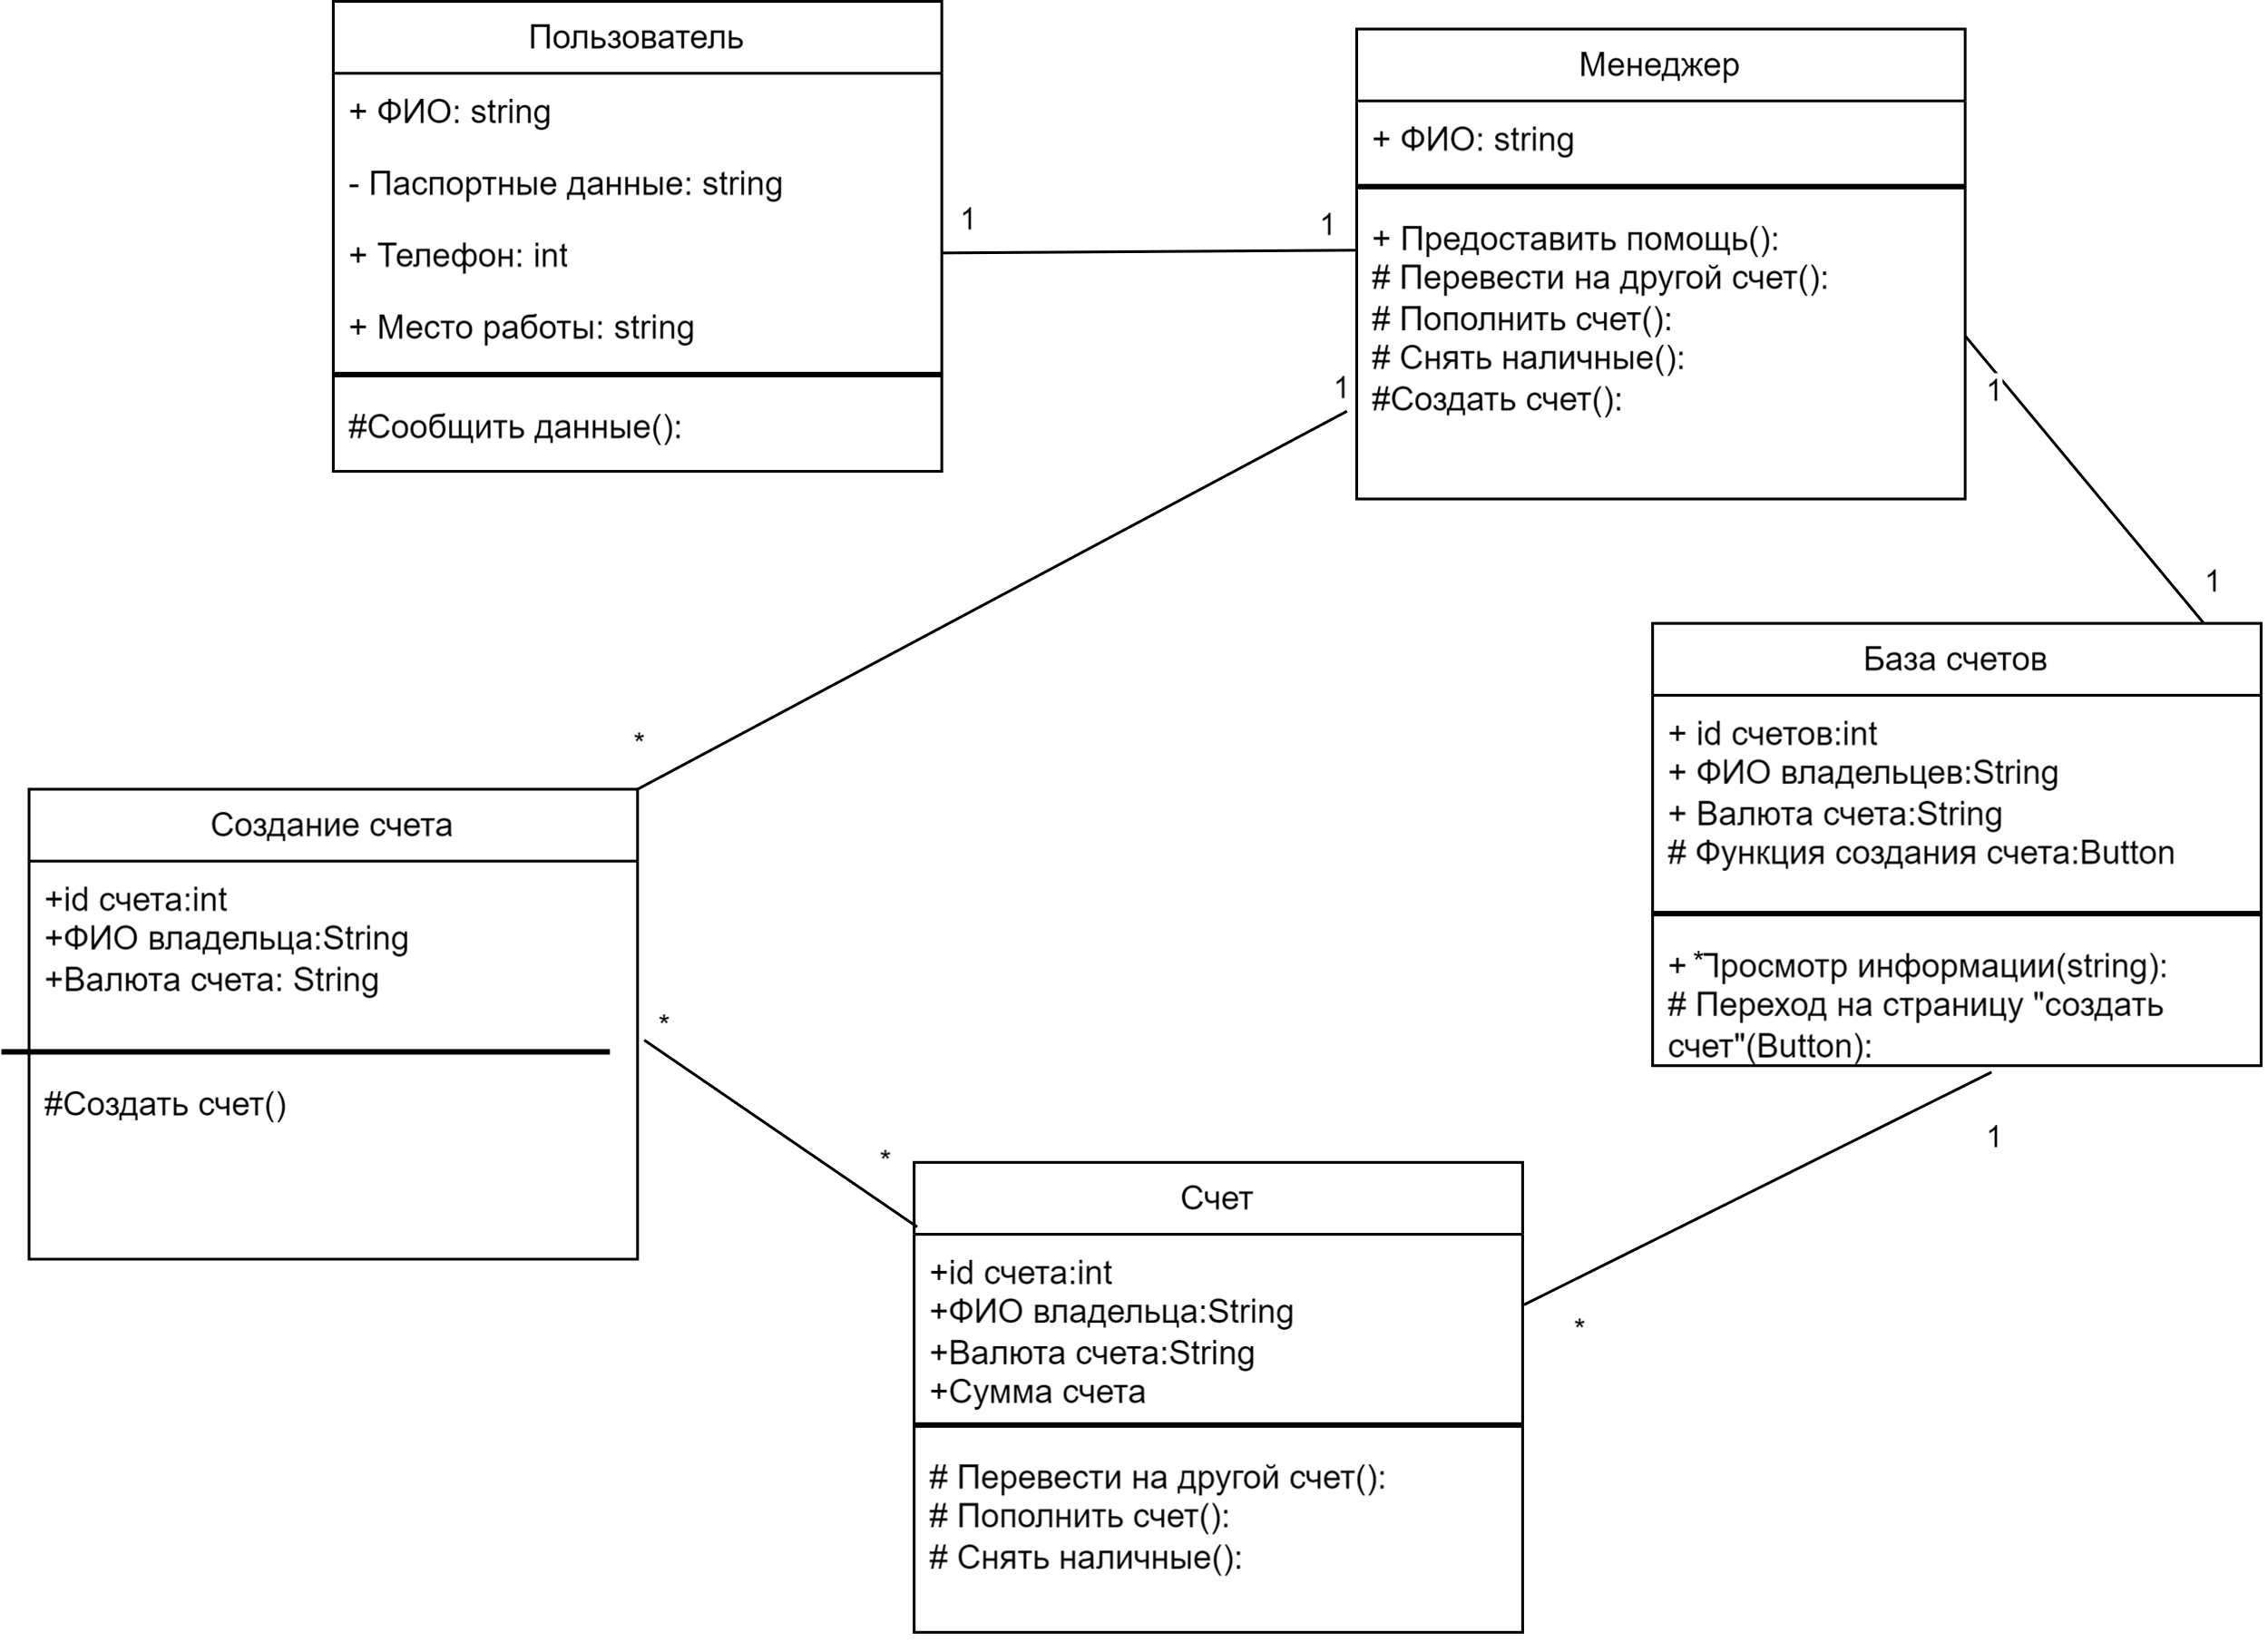 Пользователь
+ ФИО: string
- Паспортные данные: string
+ Телефон: int
+ Место работы: string
#Сообщить данные():
1
1
Менеджер
+ ФИО: string
+ Предоставить помощь():
# Перевести на другой счет():
# Пополнить счет():
# Снять наличные():
#Создать счет():
1
1
1
*
База счетов
+ id счетов:int
+ ФИО владельцев:String
+ Валюта счета:String
# Функция создания счета:Button
+ *Просмотр информации(string):
# Переход на страницу "создать
счет"(Button):
1
Создание счета
+id счета:int
+ФИО владельца:String
+Валюта счета: String
#Создать счет()
*
*
Счет
+id счета:int
+ФИО владельца:String
+Валюта счета:String
+Сумма счета
# Перевести на другой счет():
# Пополнить счет():
# Снять наличные():
*